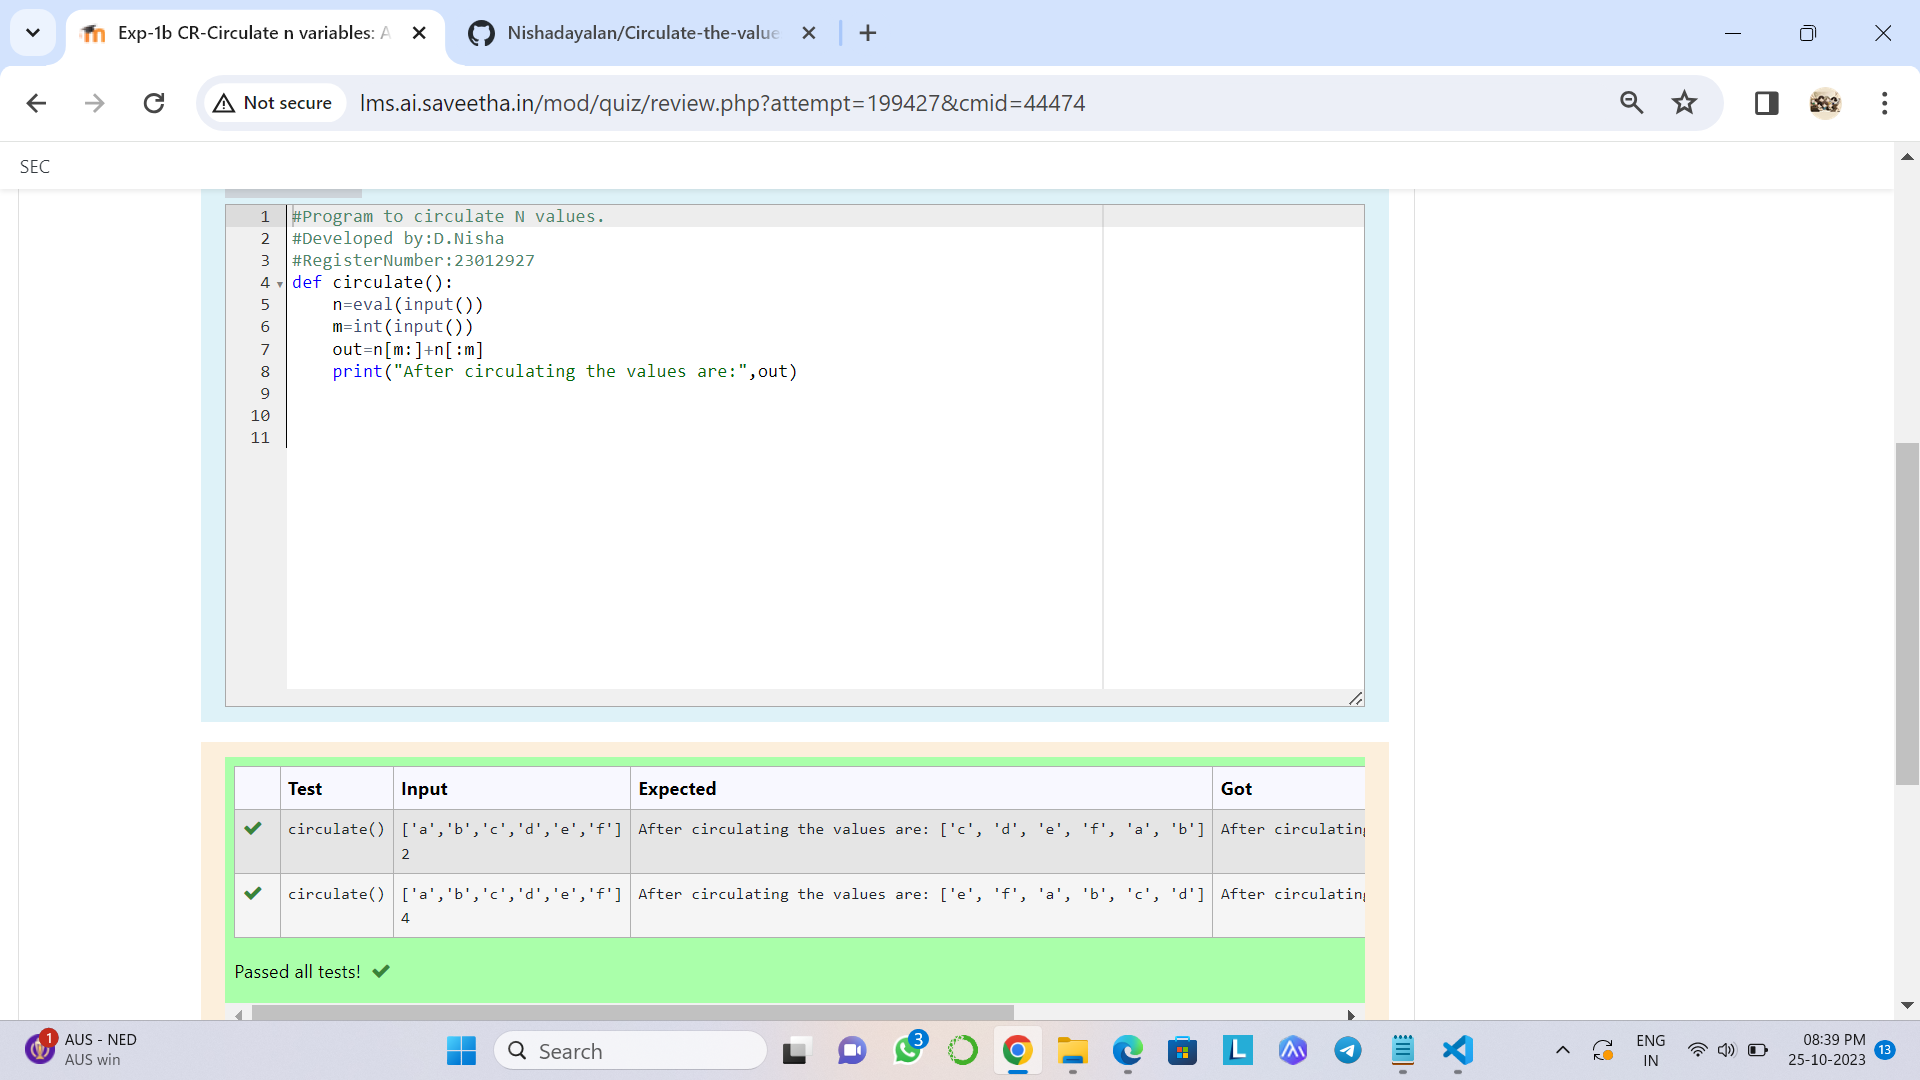 Exp-1b CR-Circulate n variables: A
Nishadayalan/Circulate-the-value
Not secure
lms.ai.saveetha.in/mod/quiz/review.php?attempt=199427&cmid=44474
SEC
1 #Program to circulate N values.
2 #Developed by:D.Nisha
3 #RegisterNumber:23012927
4 def circulate():
5     n=eval(input())
6     m=int(input())
7     out=n[m:]+n[:m]
8     print("After circulating the values are:",out)
9
10
11
Test Input Expected Got
circulate() ['a','b','c','d','e','f'] After circulating the values are: ['c', 'd', 'e', 'f', 'a', 'b'] After circulating
2
circulate() ['a','b','c','d','e','f'] After circulating the values are: ['e', 'f', 'a', 'b', 'c', 'd'] After circulating
4
Passed all tests!
1 AUS - NED
AUS win
Search
3
L
ENG
IN
08:39 PM
25-10-2023
13